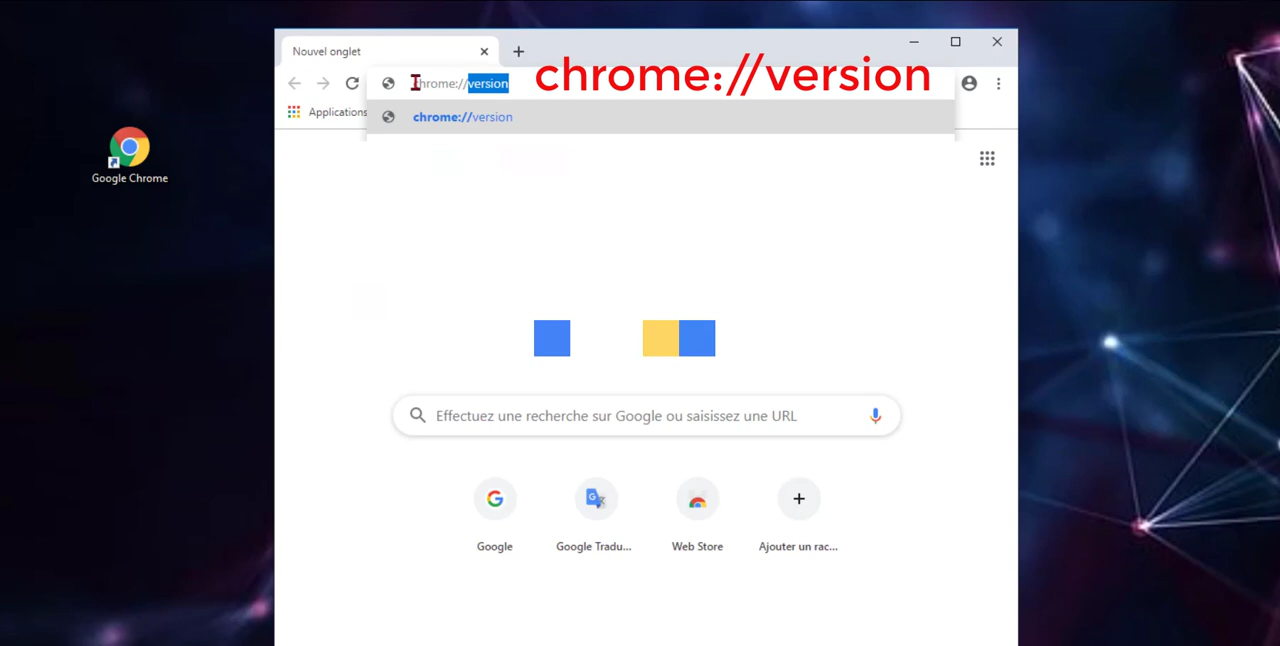 Nouvel onglet
chrome://version
chrome://version
chrome://version
Applications
Google Chrome
Effectuez une recherche sur Google ou saisissez une URL
Google
Google Tradu...
Web Store
Ajouter un rac...